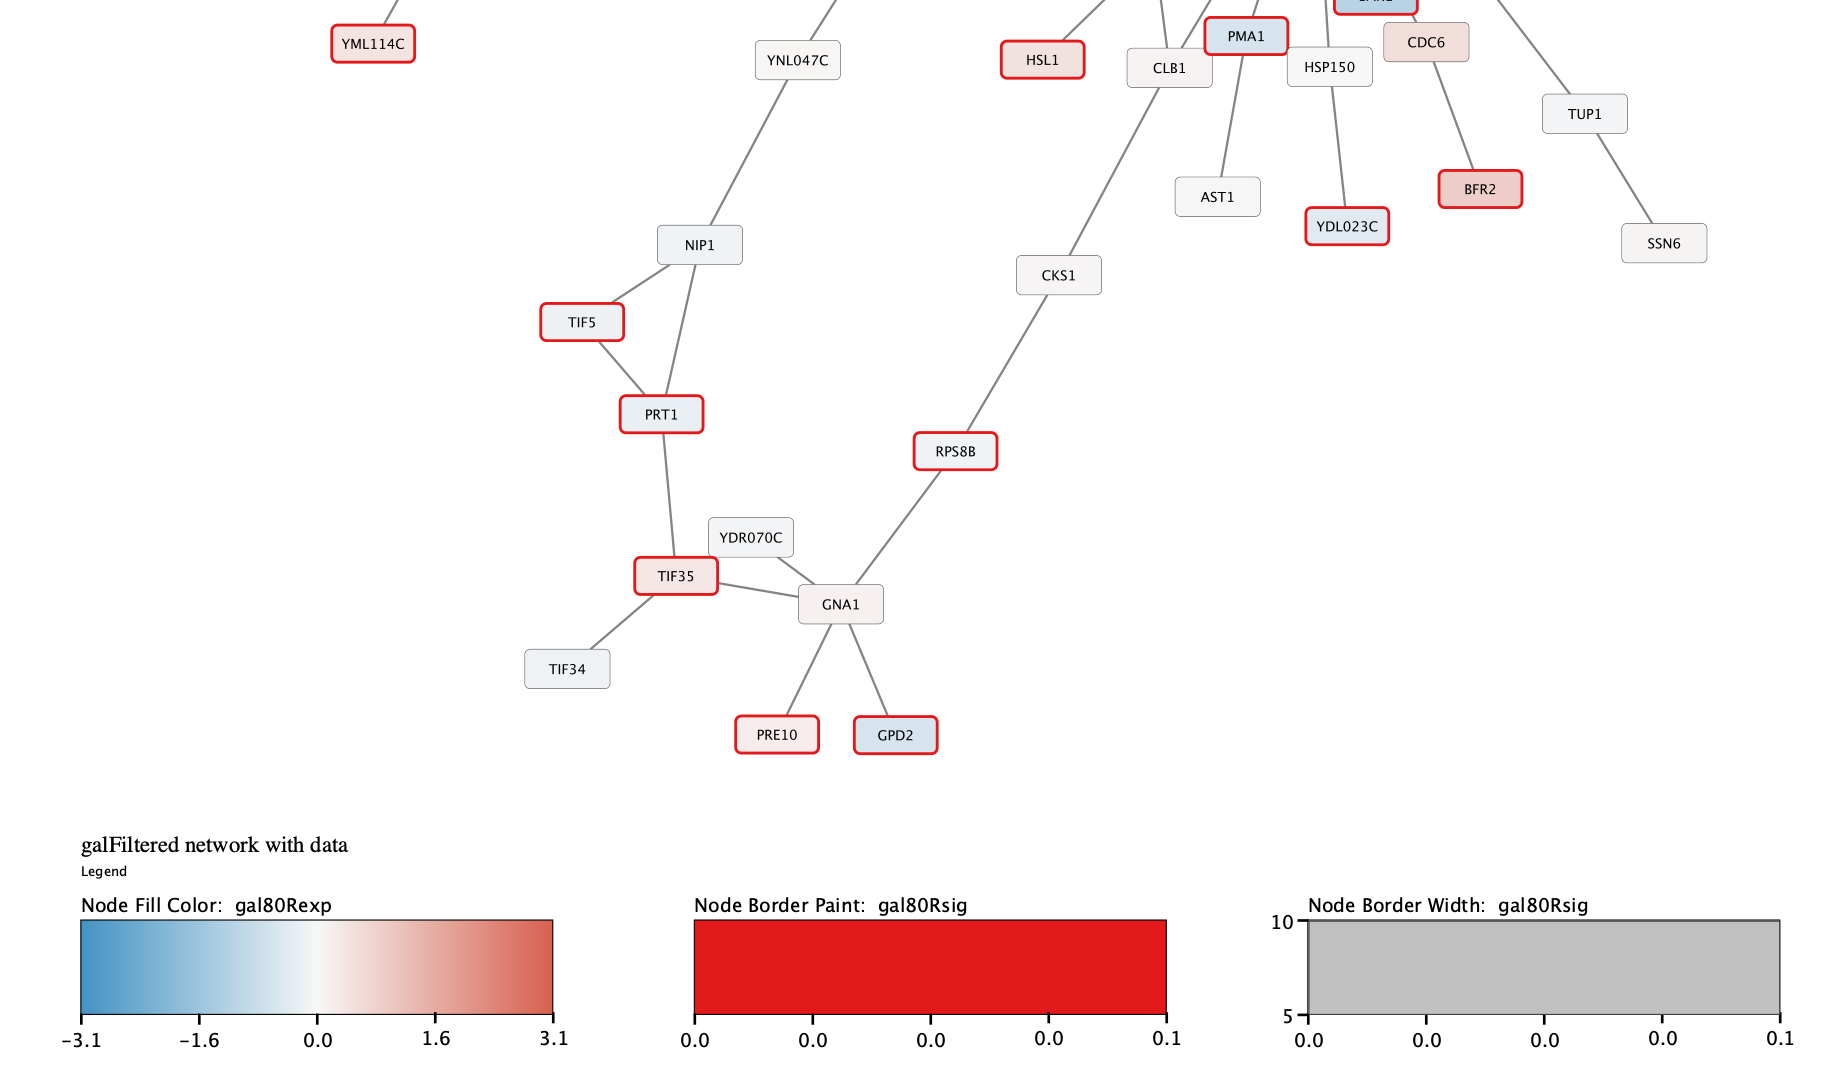 YML114C
YNL047C
HSL1
CLB1
PMA1
HSP150
CDC6
TUP1
AST1
YDL023C
BFR2
SSN6
NIP1
CKS1
TIF5
PRT1
RPS8B
YDR070C
TIF35
GNA1
TIF34
PRE10
GPD2
galFiltered network with data
Legend
Node Fill Color: gal80Rexp
−3.1 −1.6 0.0 1.6 3.1
Node Border Paint: gal80Rsig
0.0 0.0 0.0 0.0 0.1
Node Border Width: gal80Rsig
10
5
0.0 0.0 0.0 0.0 0.1